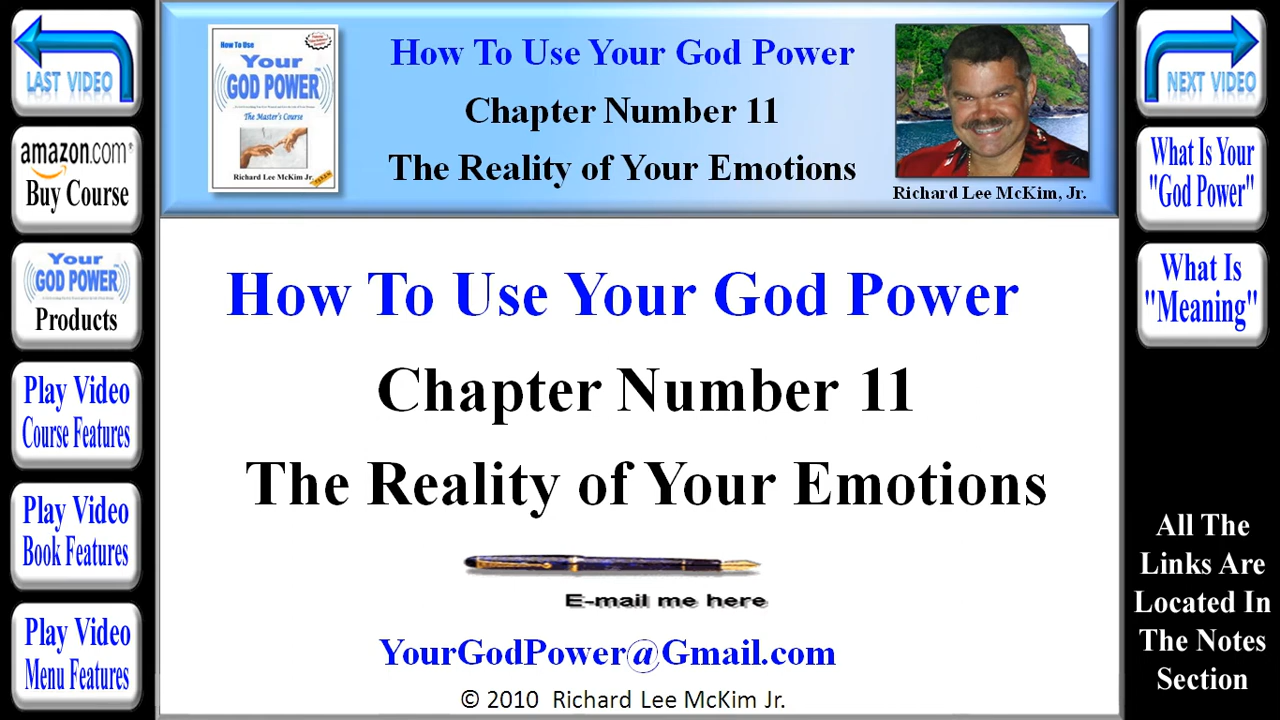 LAST VIDEO
amazon.com
Buy Course
Your
GOD POWER
Products
Play Video
Course Features
Play Video
Book Features
Play Video
Menu Features
How To Use
Your
GOD POWER
The Master's Course
Richard Lee McKim Jr.
How To Use Your God Power
Chapter Number 11
The Reality of Your Emotions
Richard Lee McKim, Jr.
How To Use Your God Power
Chapter Number 11
The Reality of Your Emotions
E-mail me here
YourGodPower@Gmail.com
© 2010 Richard Lee McKim Jr.
NEXT VIDEO
What Is Your
"God Power"
What Is
"Meaning"
All The
Links Are
Located In
The Notes
Section